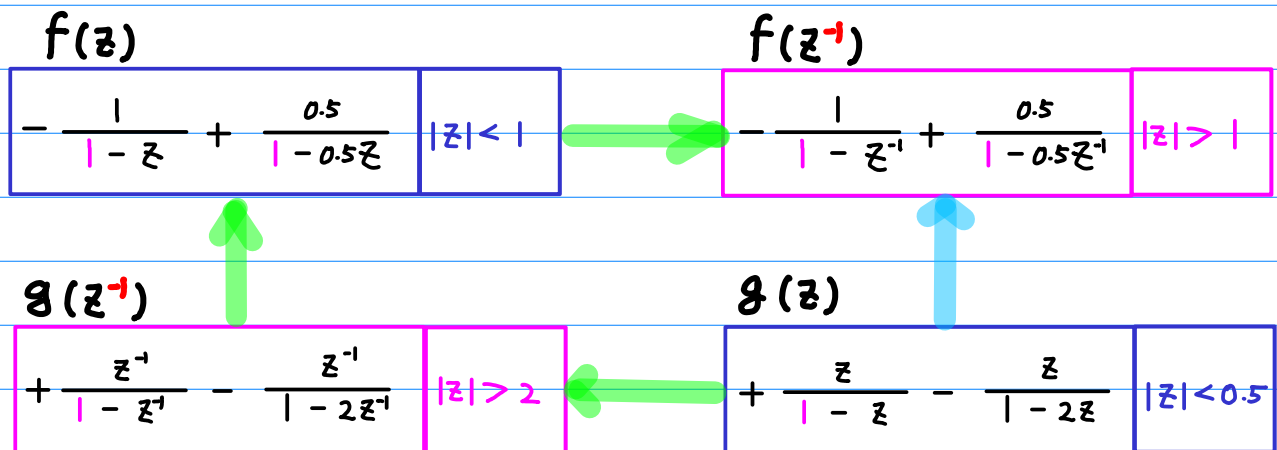 f(z) f(z⁻¹)
- 1/(1 - z) + 0.5/(1 - 0.5z) |z| < 1 - 1/(1 - z⁻¹) + 0.5/(1 - 0.5z⁻¹) |z| > 1
g(z⁻¹) g(z)
+ z⁻¹/(1 - z⁻¹) - z⁻¹/(1 - 2z⁻¹) |z| > 2 + z/(1 - z) - z/(1 - 2z) |z| < 0.5